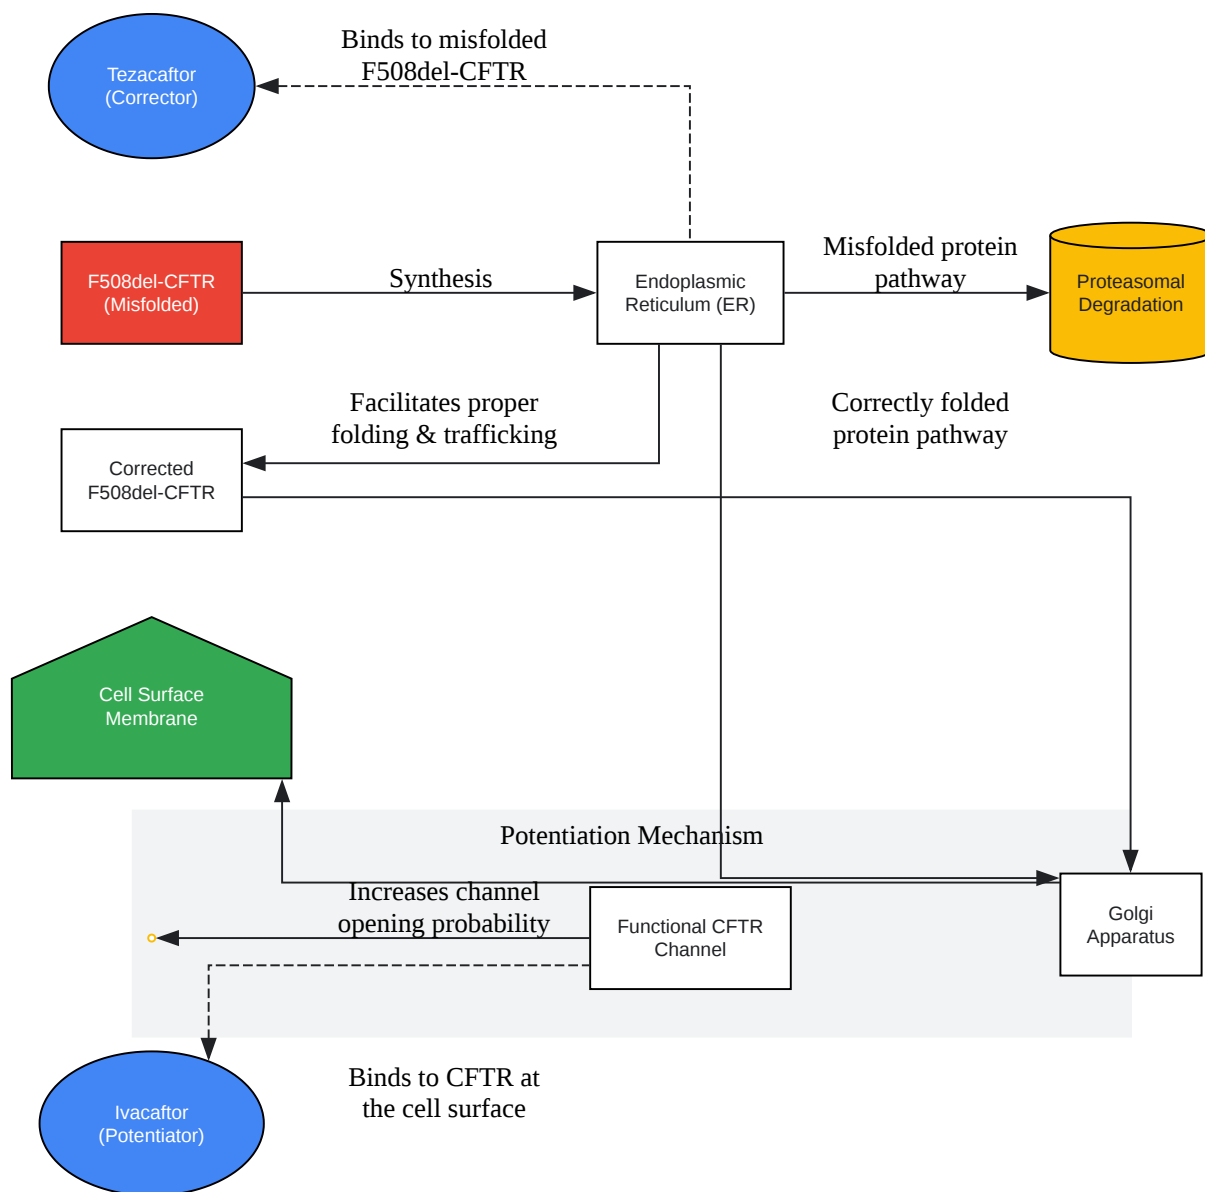 Binds to misfolded
F508del-CFTR
Tezacaftor
(Corrector)
F508del-CFTR
(Misfolded)
Synthesis
Endoplasmic
Reticulum (ER)
Misfolded protein
pathway
Proteasomal
Degradation
Facilitates proper
folding & trafficking
Correctly folded
protein pathway
Corrected
F508del-CFTR
Cell Surface
Membrane
Potentiation Mechanism
Increases channel
opening probability
Functional CFTR
Channel
Golgi
Apparatus
Binds to CFTR at
the cell surface
Ivacaftor
(Potentiator)